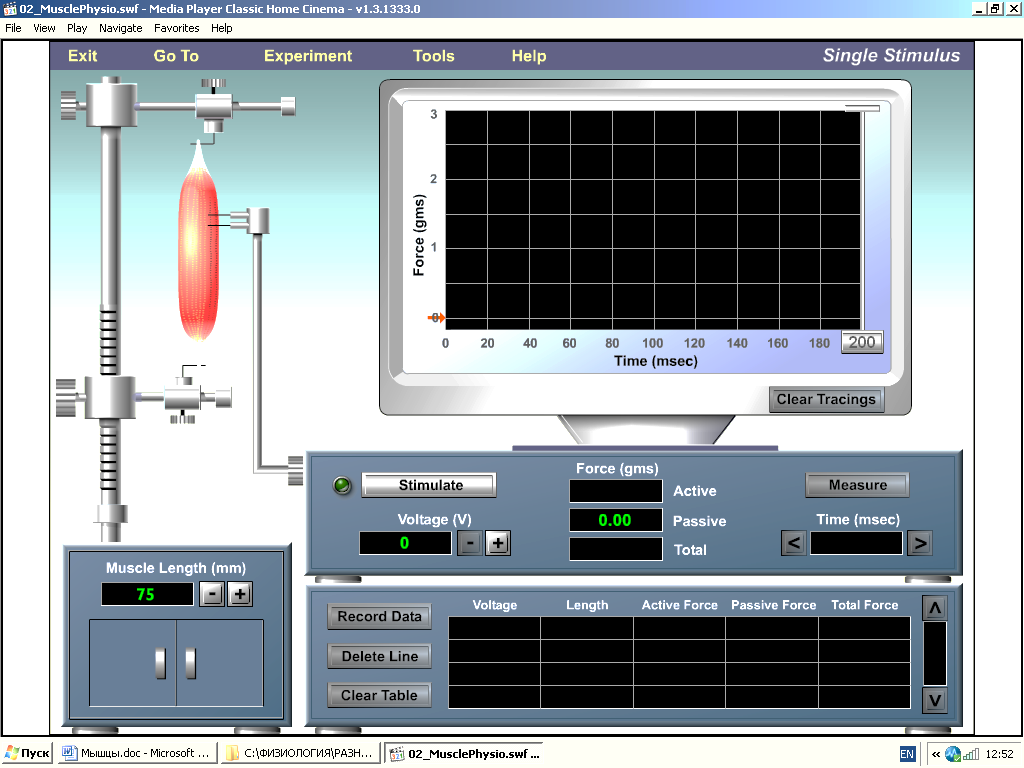 02_MusclePhysio.swf - Media Player Classic Home Cinema - v1.3.1333.0
File View Play Navigate Favorites Help
Exit Go To Experiment Tools Help Single Stimulus
3
2
1
0
Force (gms)
0 20 40 60 80 100 120 140 160 180 200
Time (msec)
Clear Tracings
Stimulate
Voltage (V)
0 - +
Force (gms)
Active
0.00 Passive
Total
Measure
Time (msec)
< >
Muscle Length (mm)
75 - +
Record Data
Delete Line
Clear Table
Voltage Length Active Force Passive Force Total Force
Пуск Мышцы.doc - Microsoft ... C:\ФИЗИОЛОГИЯ\РАЗН... 02_MusclePhysio.swf ... EN « 12:52